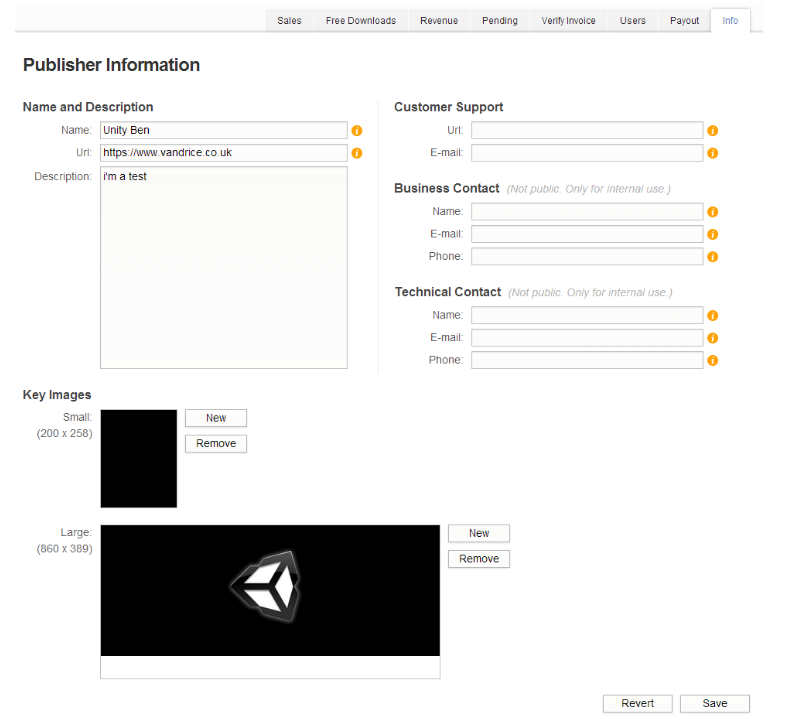 Sales Free Downloads Revenue Pending Verify Invoice Users Payout Info
Publisher Information
Name and Description
Name: Unity Ben
Url: https://www.vandrice.co.uk
Description: i'm a test
Customer Support
Url:
E-mail:
Business Contact (Not public. Only for internal use.)
Name:
E-mail:
Phone:
Technical Contact (Not public. Only for internal use.)
Name:
E-mail:
Phone:
Key Images
Small: New
(200 x 258)
Remove
Large: New
(860 x 389)
Remove
Revert Save